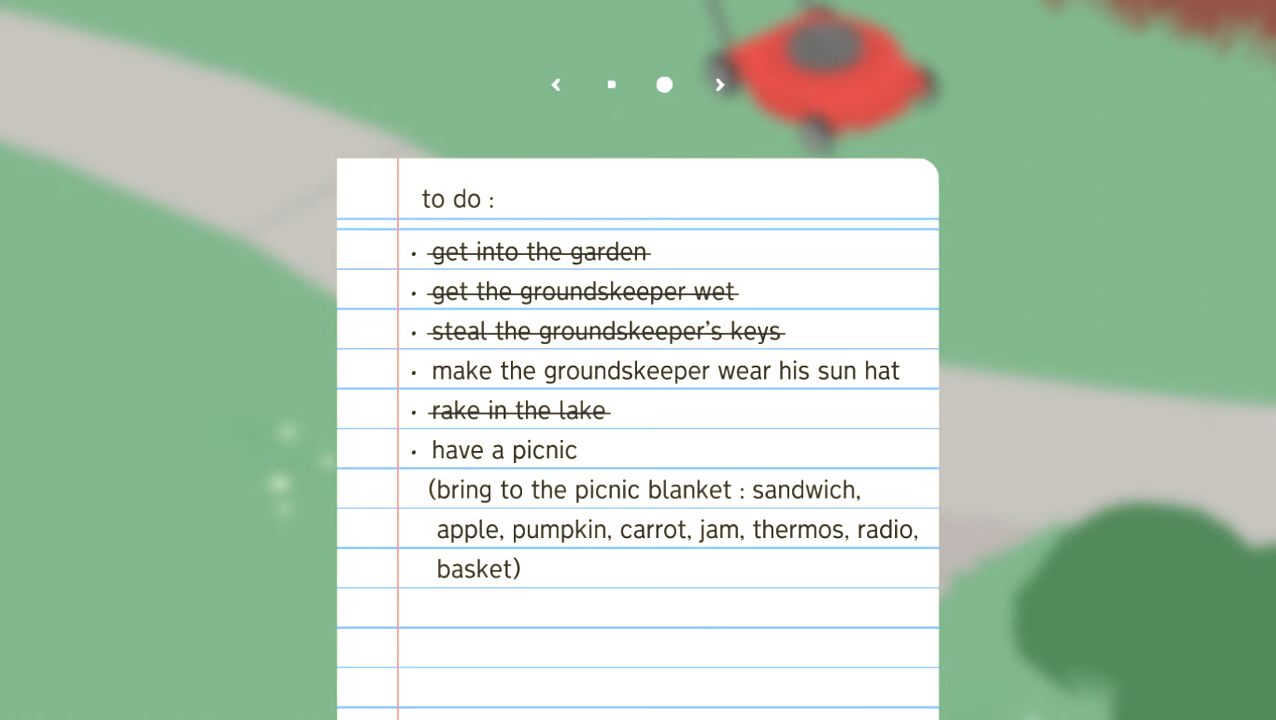 to do :
• get into the garden
• get the groundskeeper wet
• steal the groundskeeper's keys
• make the groundskeeper wear his sun hat
• rake in the lake
• have a picnic
(bring to the picnic blanket : sandwich,
apple, pumpkin, carrot, jam, thermos, radio,
basket)